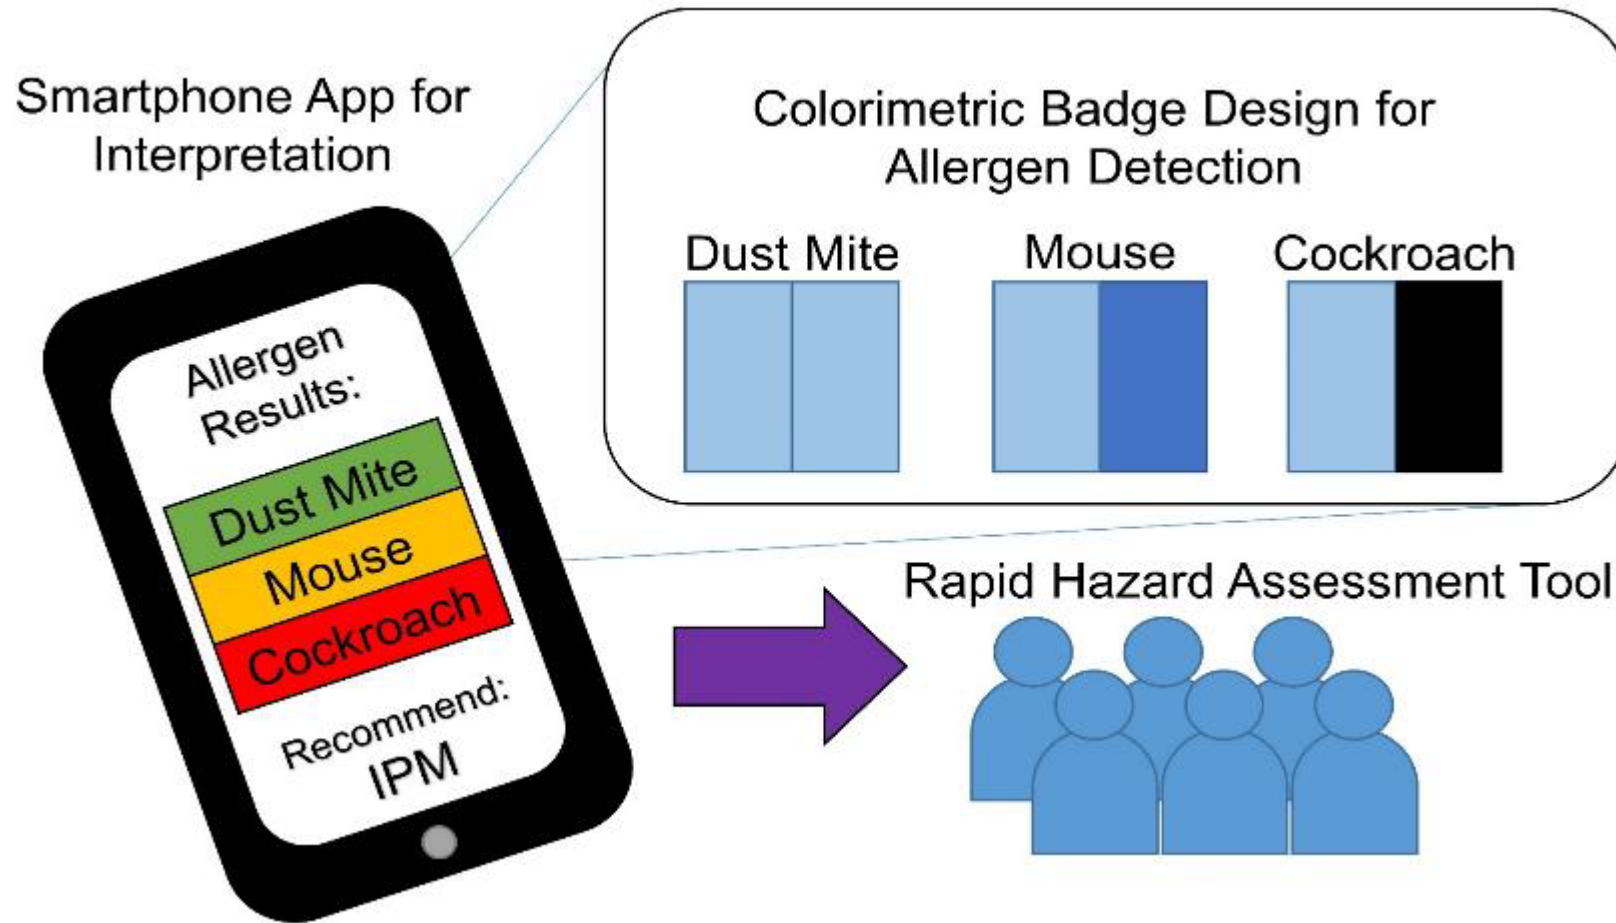 Smartphone App for
Interpretation
Allergen
Results:
Dust Mite
Mouse
Cockroach
Recommend:
IPM
Colorimetric Badge Design for
Allergen Detection
Dust Mite
Mouse
Cockroach
Rapid Hazard Assessment Tool